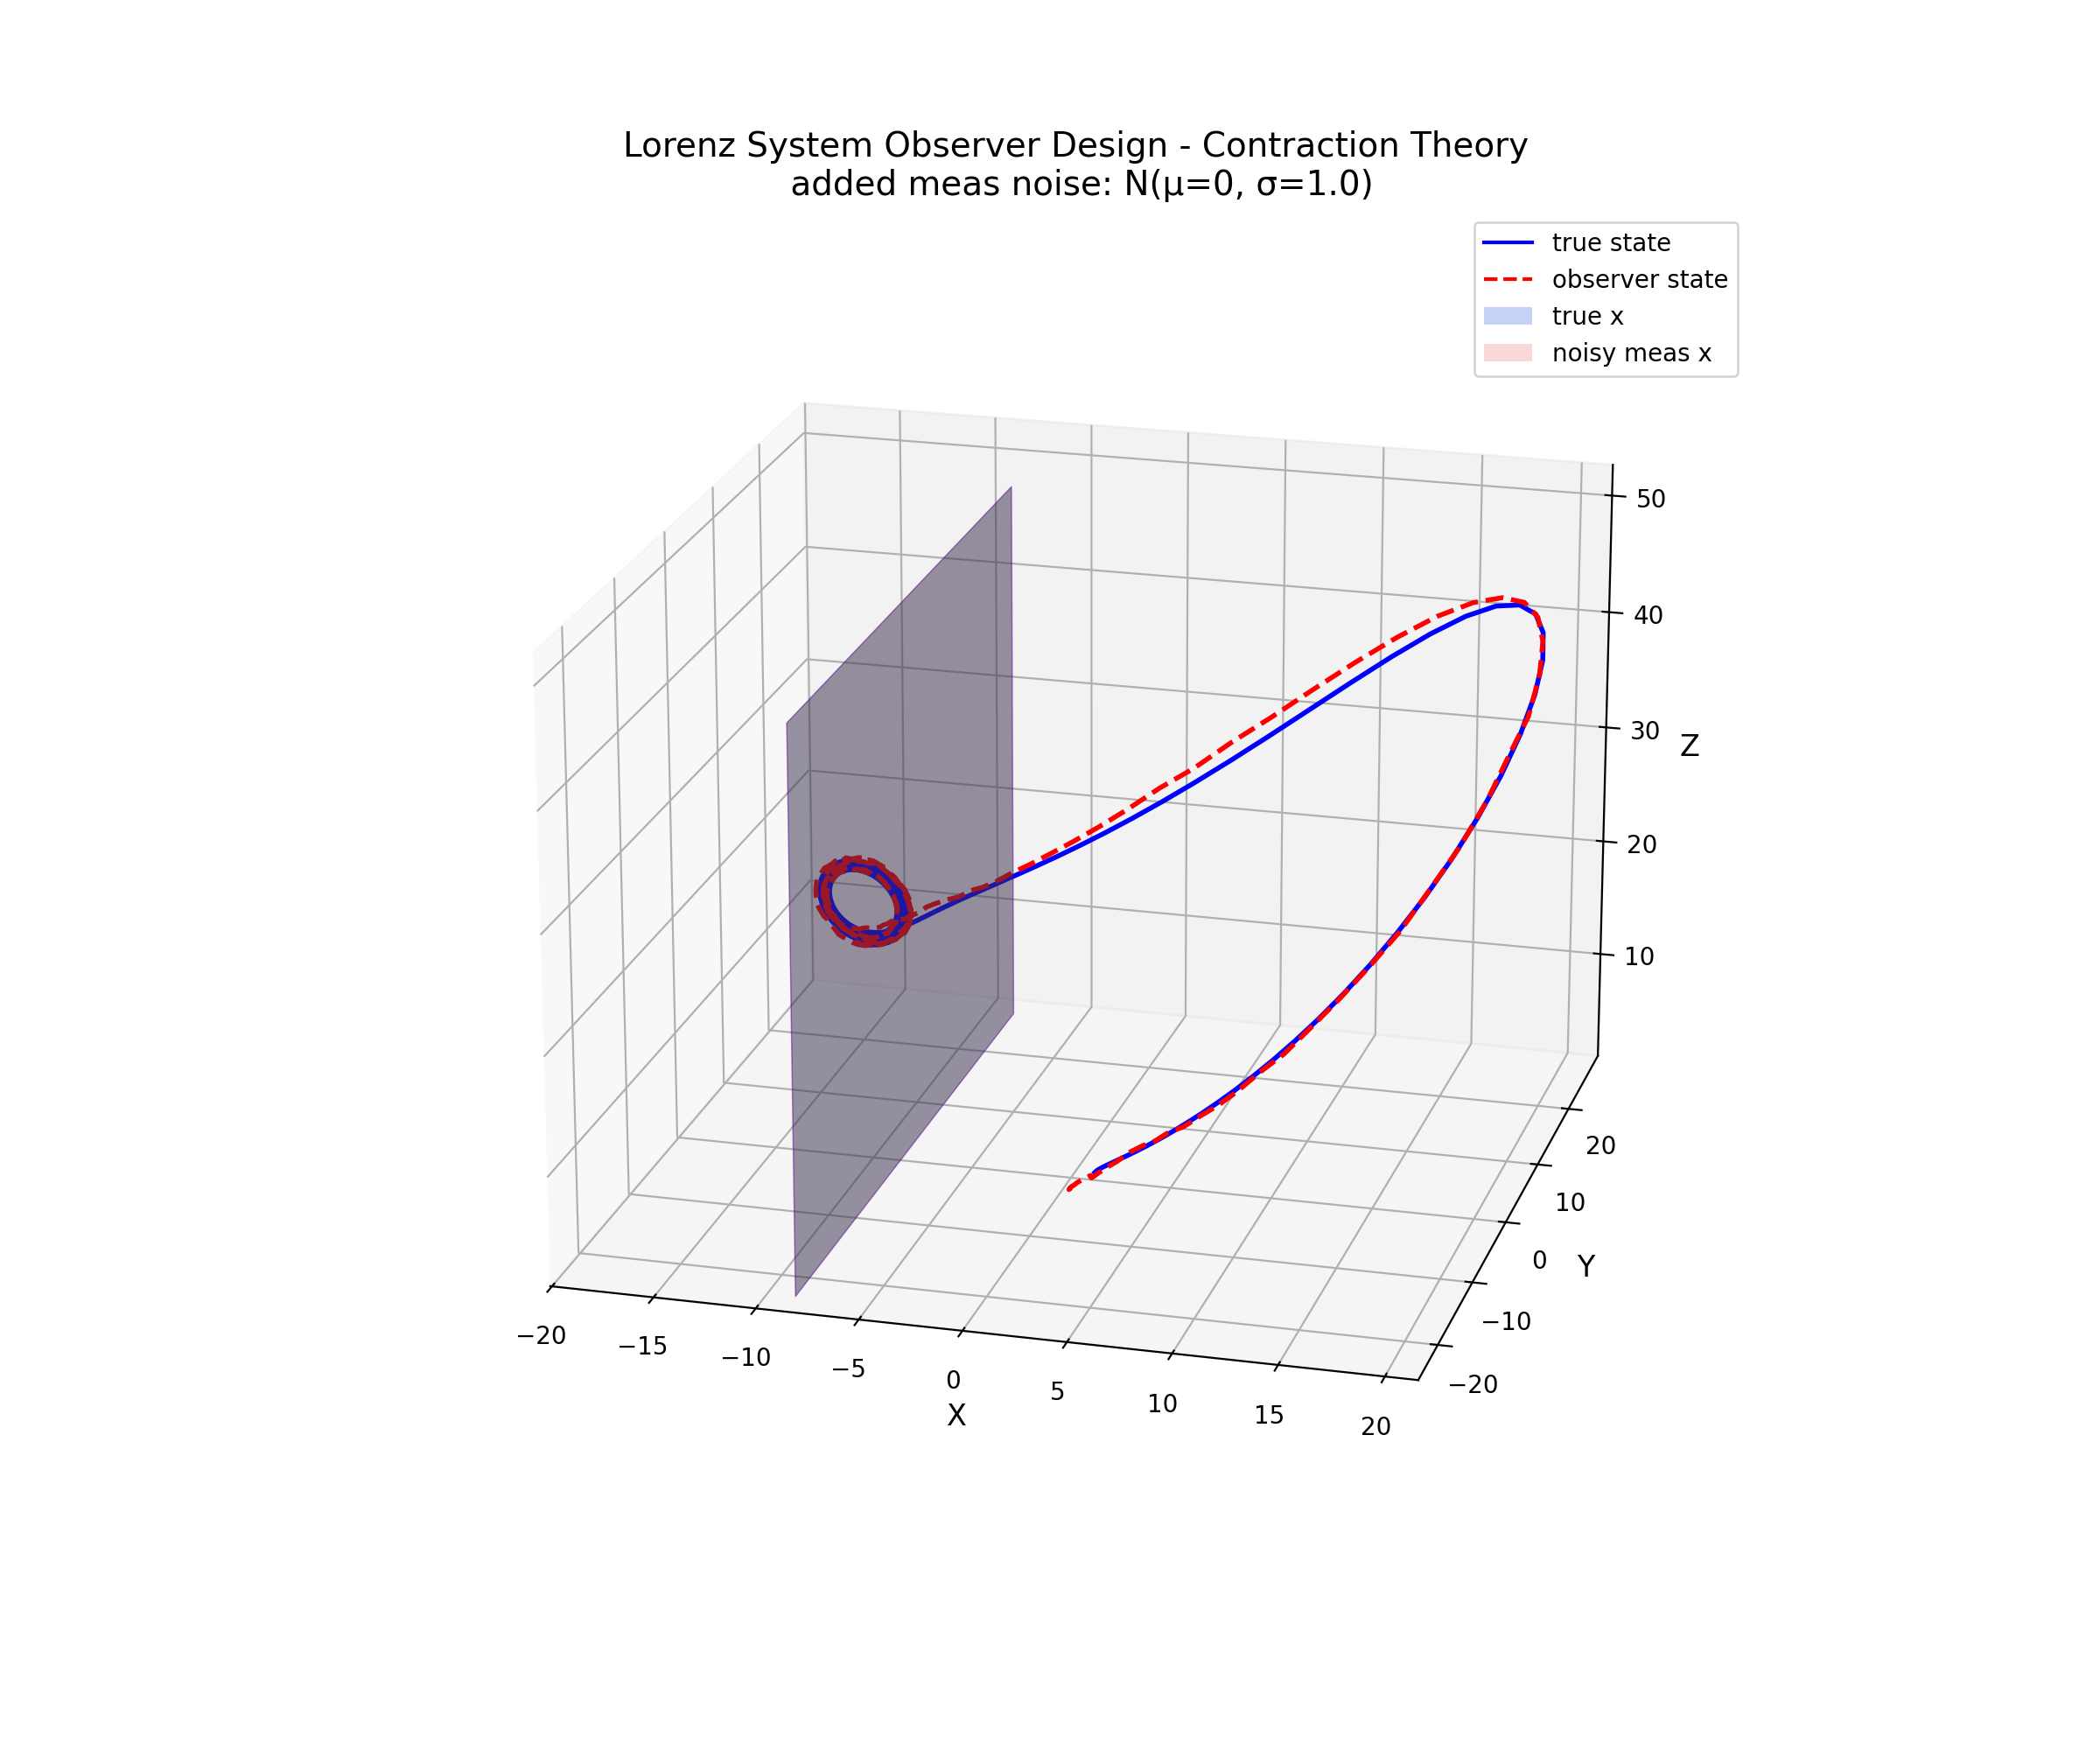 Lorenz System Observer Design - Contraction Theory
added meas noise: N(μ=0, σ=1.0)
true state
observer state
true x
noisy meas x
50
40
30
Z
20
10
20
10
0
Y
−10
−20
−20
−15
−10
−5
0
5
10
15
20
X